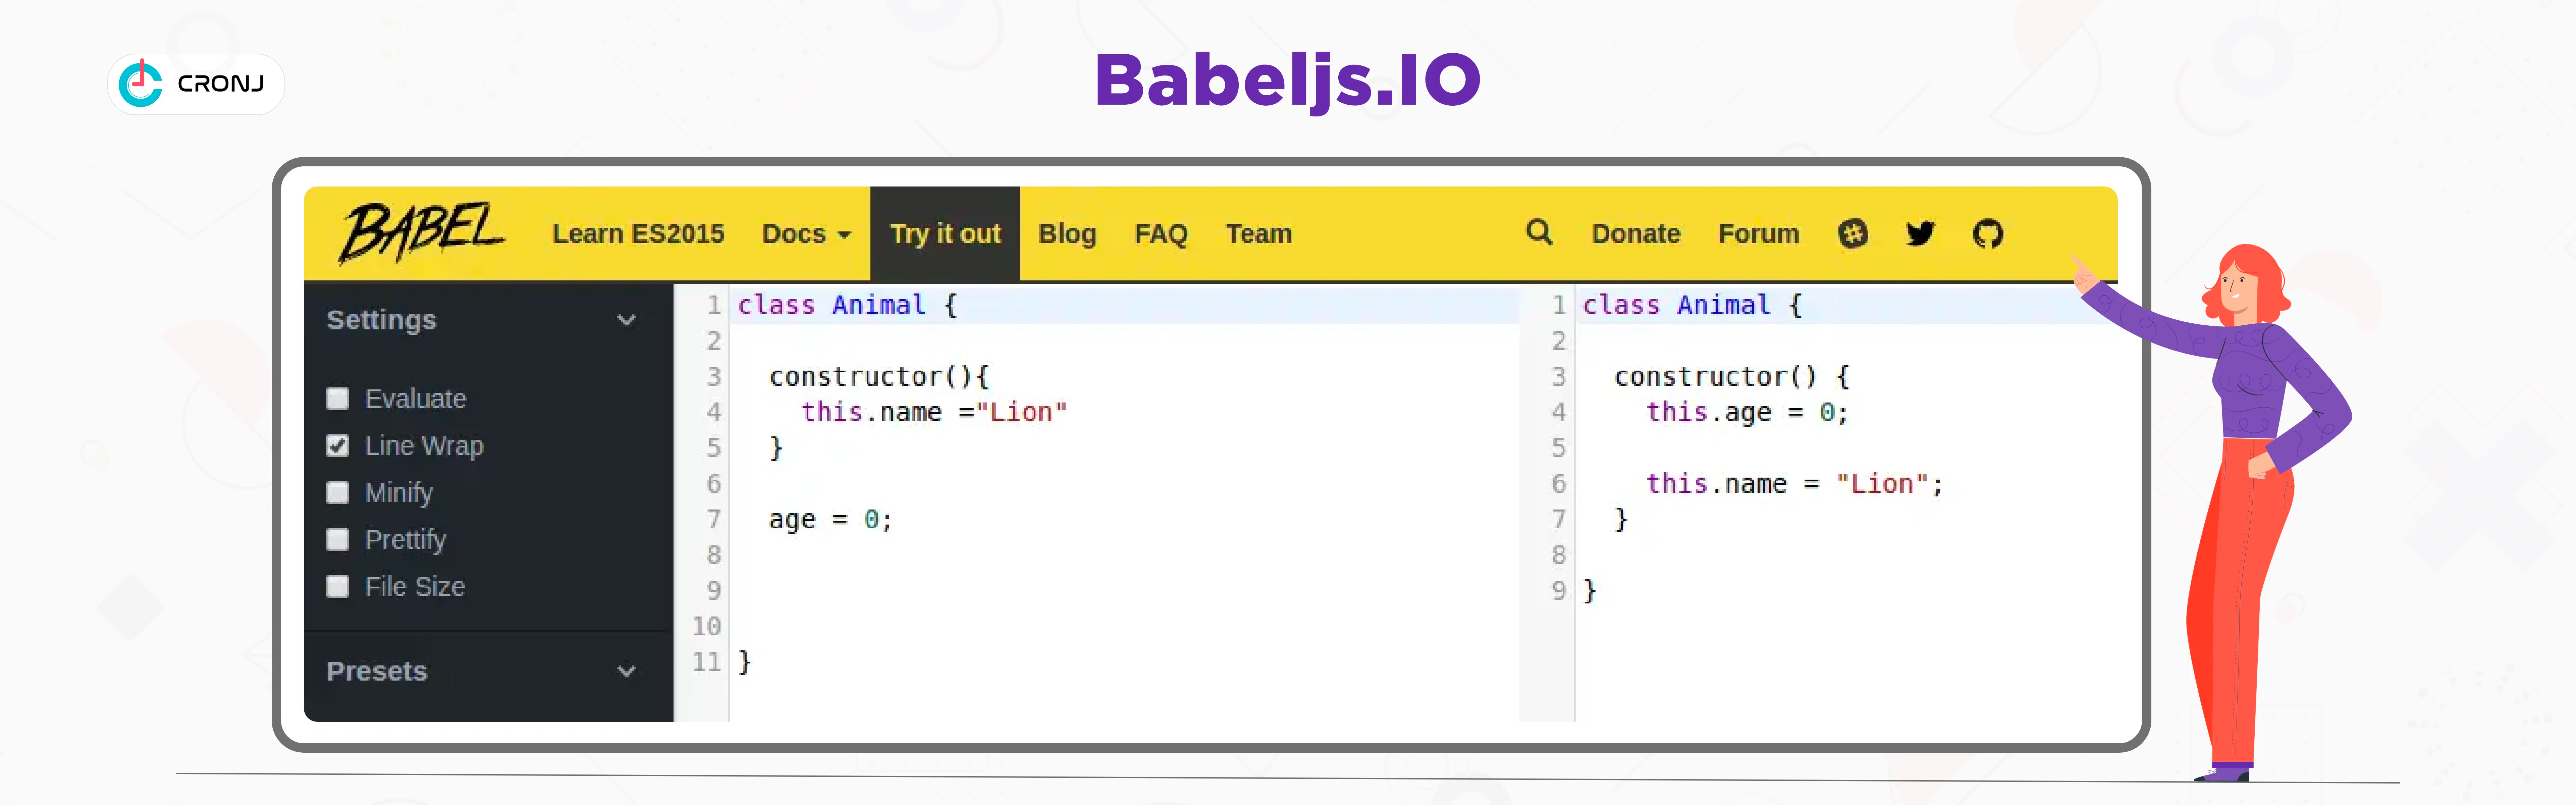 CRONJ
Babeljs.IO
BABEL Learn ES2015 Docs Try it out Blog FAQ Team Donate Forum
Settings
Evaluate
Line Wrap
Minify
Prettify
File Size
Presets
1 class Animal {
2
3 constructor(){
4 this.name ="Lion"
5 }
6
7 age = 0;
8
9
10
11 }
1 class Animal {
2
3 constructor() {
4 this.age = 0;
5
6 this.name = "Lion";
7 }
8
9 }